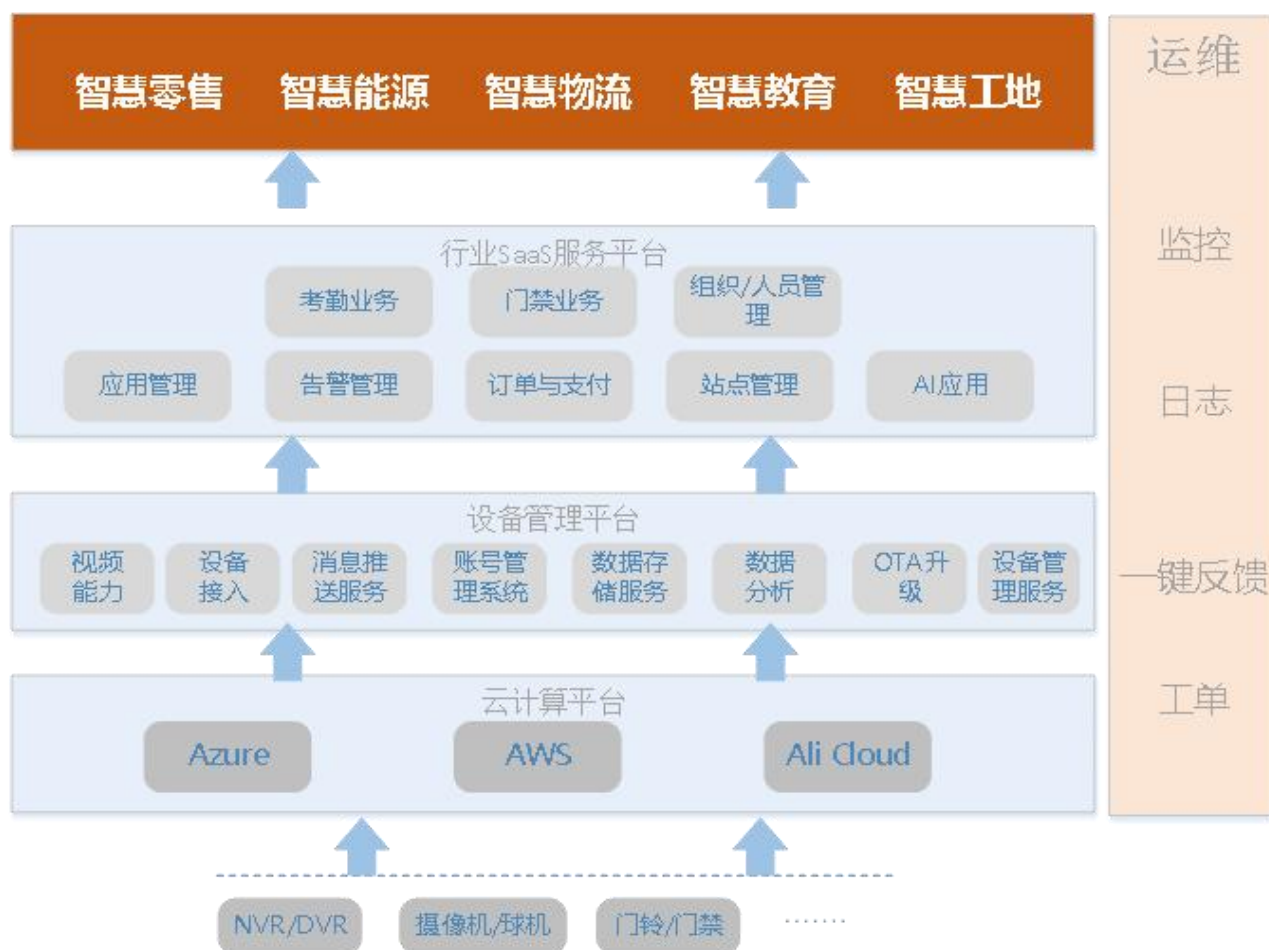 智慧零售 智慧能源 智慧物流 智慧教育 智慧工地
行业SaaS服务平台
考勤业务 门禁业务 组织/人员管
理
应用管理 告警管理 订单与支付 站点管理 AI应用
设备管理平台
视频
能力
设备
接入
消息推
送服务
账号管
理系统
数据存
储服务
数据
分析
OTA升
级
设备管
理服务
云计算平台
Azure AWS Ali Cloud
NVR/DVR 摄像机/球机 门铃/门禁 ·······
运维
监控
日志
一键反馈
工单